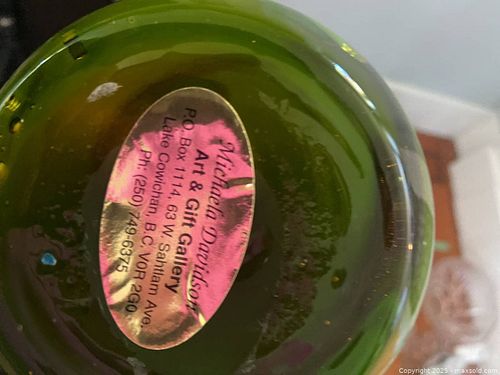 Michaela Davidson
Art & Gift Gallery
P.O. Box 1114, 63 W. Sahtlam Ave.
Lake Cowichan, B.C. V0R 2G0
Ph: (250) 749-6375
Copyright 2025 - maxsold.com